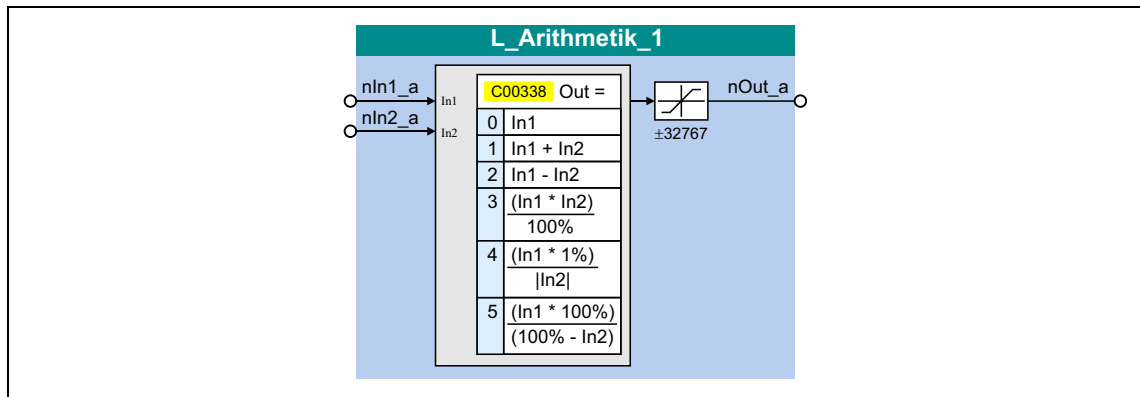 L_Arithmetik_1
nIn1_a
nIn2_a
In1
In2
C00338 Out =
0 In1
1 In1 + In2
2 In1 - In2
3 (In1 * In2)
100%
4 (In1 * 1%)
|In2|
5 (In1 * 100%)
(100% - In2)
±32767
nOut_a